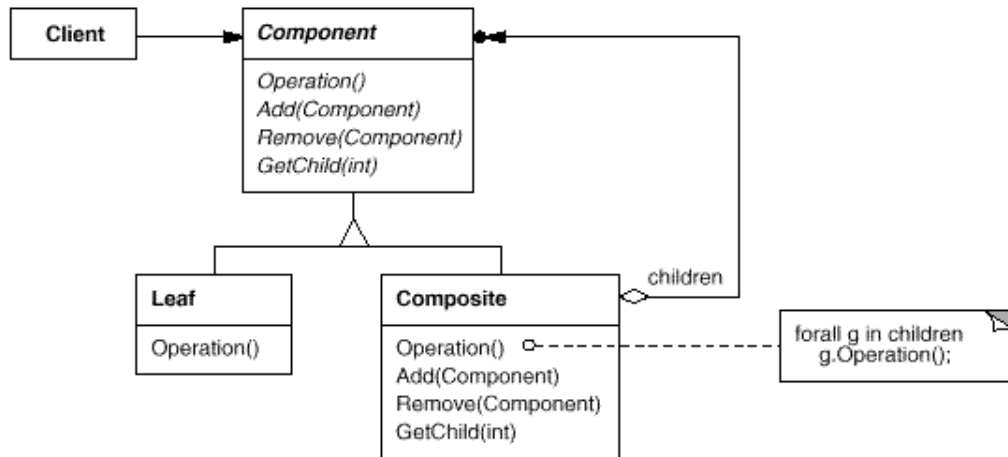 Client
Component
Operation()
Add(Component)
Remove(Component)
GetChild(int)
children
Leaf
Operation()
Composite
Operation()
Add(Component)
Remove(Component)
GetChild(int)
forall g in children
g.Operation();